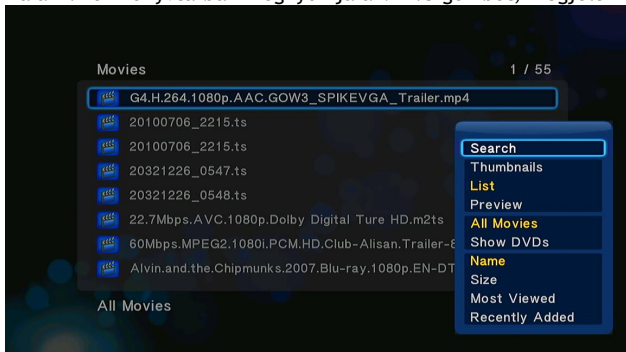 Movies 1 / 55
G4.H.264.1080p.AAC.GOW3_SPIKEVGA_Trailer.mp4
20100706_2215.ts
20100706_2215.ts
20321226_0547.ts
20321226_0548.ts
22.7Mbps.AVC.1080p.Dolby Digital Ture HD.m2ts
60Mbps.MPEG2.1080i.PCM.HD.Club-Alisan.Trailer-
Alvin.and.the.Chipmunks.2007.Blu-ray.1080p.EN-DT
All Movies
Search
Thumbnails
List
Preview
All Movies
Show DVDs
Name
Size
Most Viewed
Recently Added